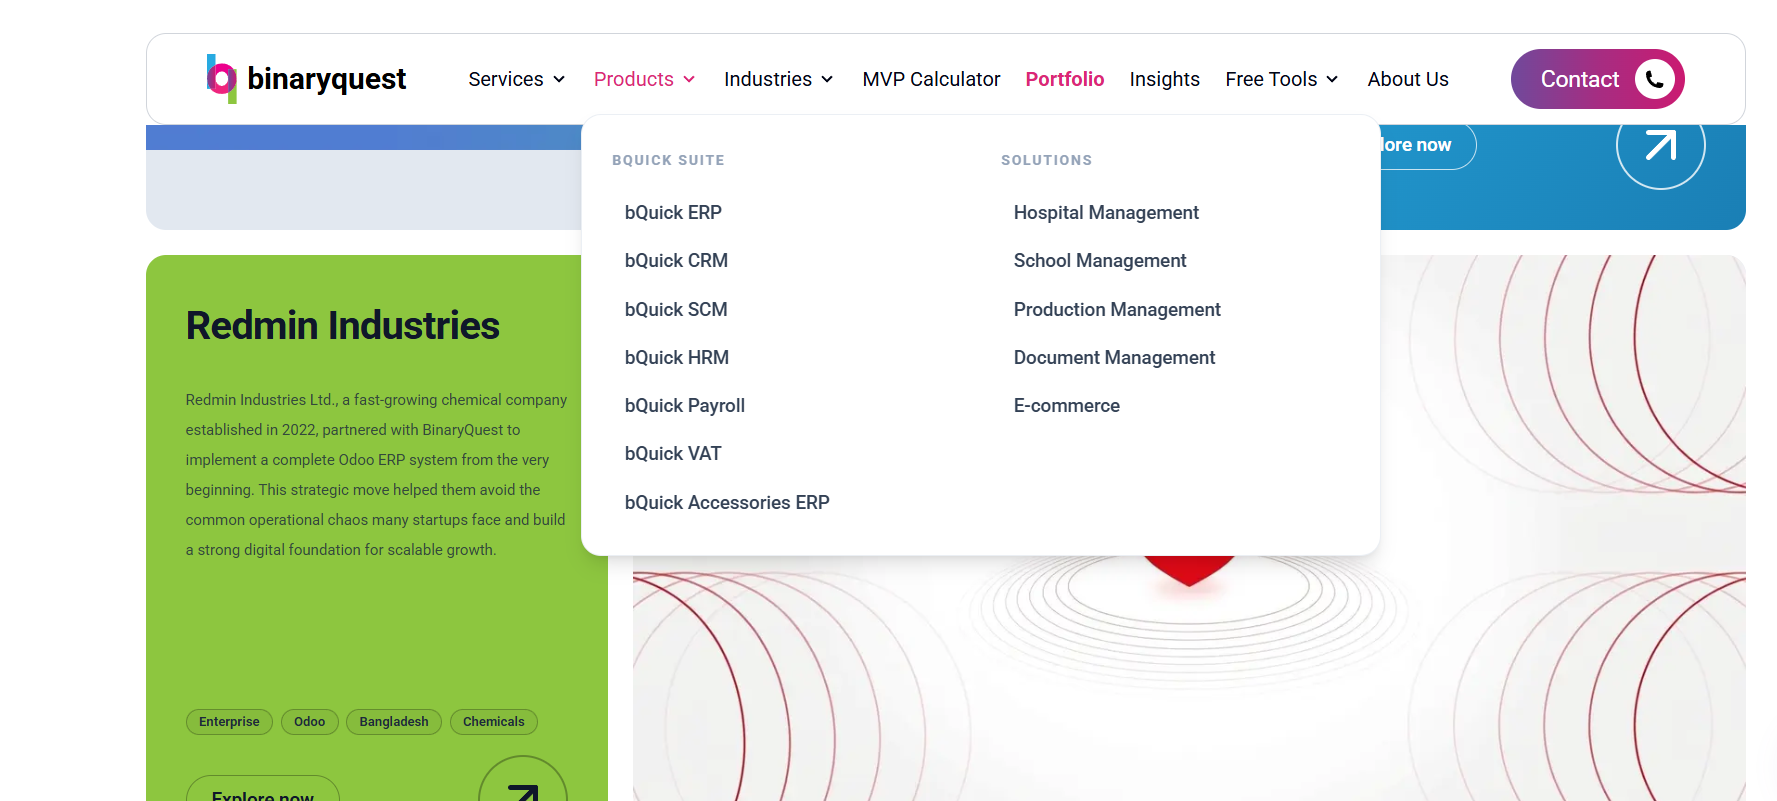 binaryquest
Services
Products
Industries
MVP Calculator
Portfolio
Insights
Free Tools
About Us
Contact
BQUICK SUITE
bQuick ERP
bQuick CRM
bQuick SCM
bQuick HRM
bQuick Payroll
bQuick VAT
bQuick Accessories ERP
SOLUTIONS
Hospital Management
School Management
Production Management
Document Management
E-commerce
now
Redmin Industries
Redmin Industries Ltd., a fast-growing chemical company
established in 2022, partnered with BinaryQuest to
implement a complete Odoo ERP system from the very
beginning. This strategic move helped them avoid the
common operational chaos many startups face and build
a strong digital foundation for scalable growth.
Enterprise
Odoo
Bangladesh
Chemicals
Explore now